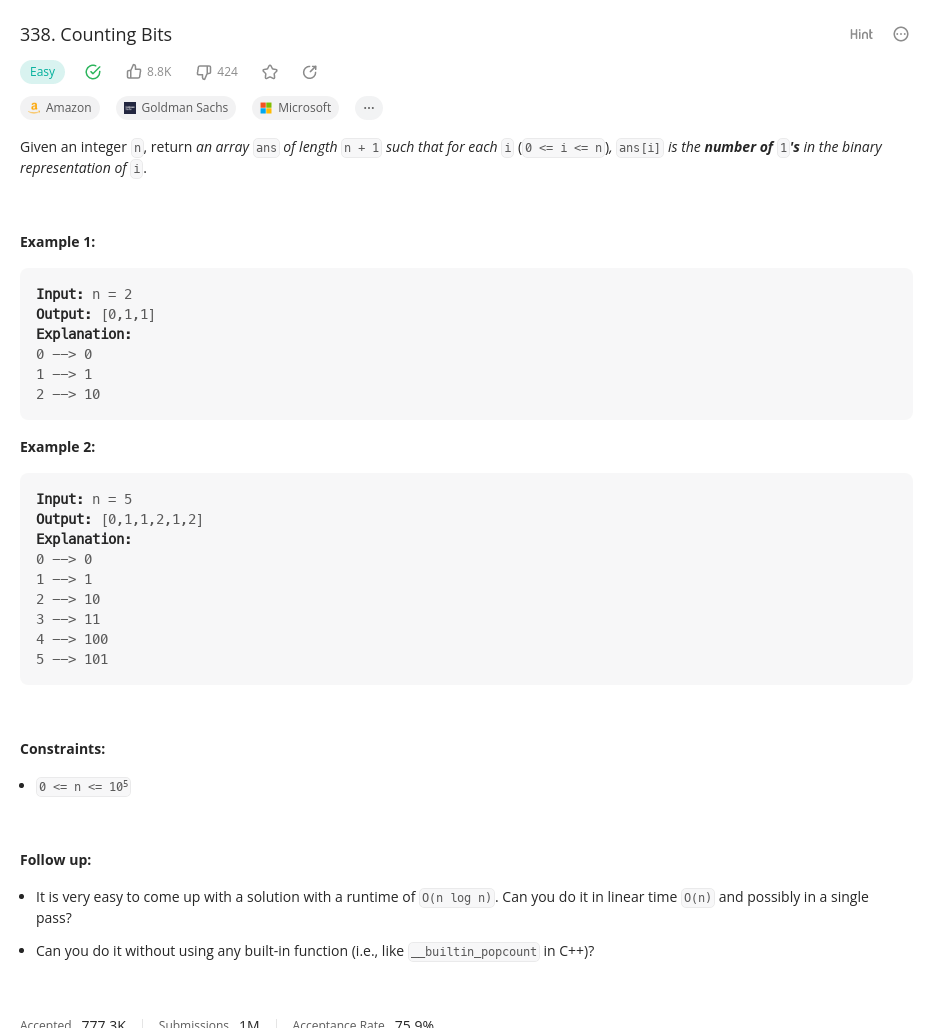 338. Counting Bits
Hint
Easy
8.8K
424
Amazon
Goldman Sachs
Microsoft
Given an integer n, return an array ans of length n + 1 such that for each i (0 <= i <= n), ans[i] is the number of 1's in the binary
representation of i.
Example 1:
Input: n = 2
Output: [0,1,1]
Explanation:
0 --> 0
1 --> 1
2 --> 10
Example 2:
Input: n = 5
Output: [0,1,1,2,1,2]
Explanation:
0 --> 0
1 --> 1
2 --> 10
3 --> 11
4 --> 100
5 --> 101
Constraints:
• 0 <= n <= 10⁵
Follow up:
• It is very easy to come up with a solution with a runtime of O(n log n). Can you do it in linear time O(n) and possibly in a single
pass?
• Can you do it without using any built-in function (i.e., like __builtin_popcount in C++)?
Accepted 777.3K Submissions 1M Acceptance Rate 75.9%